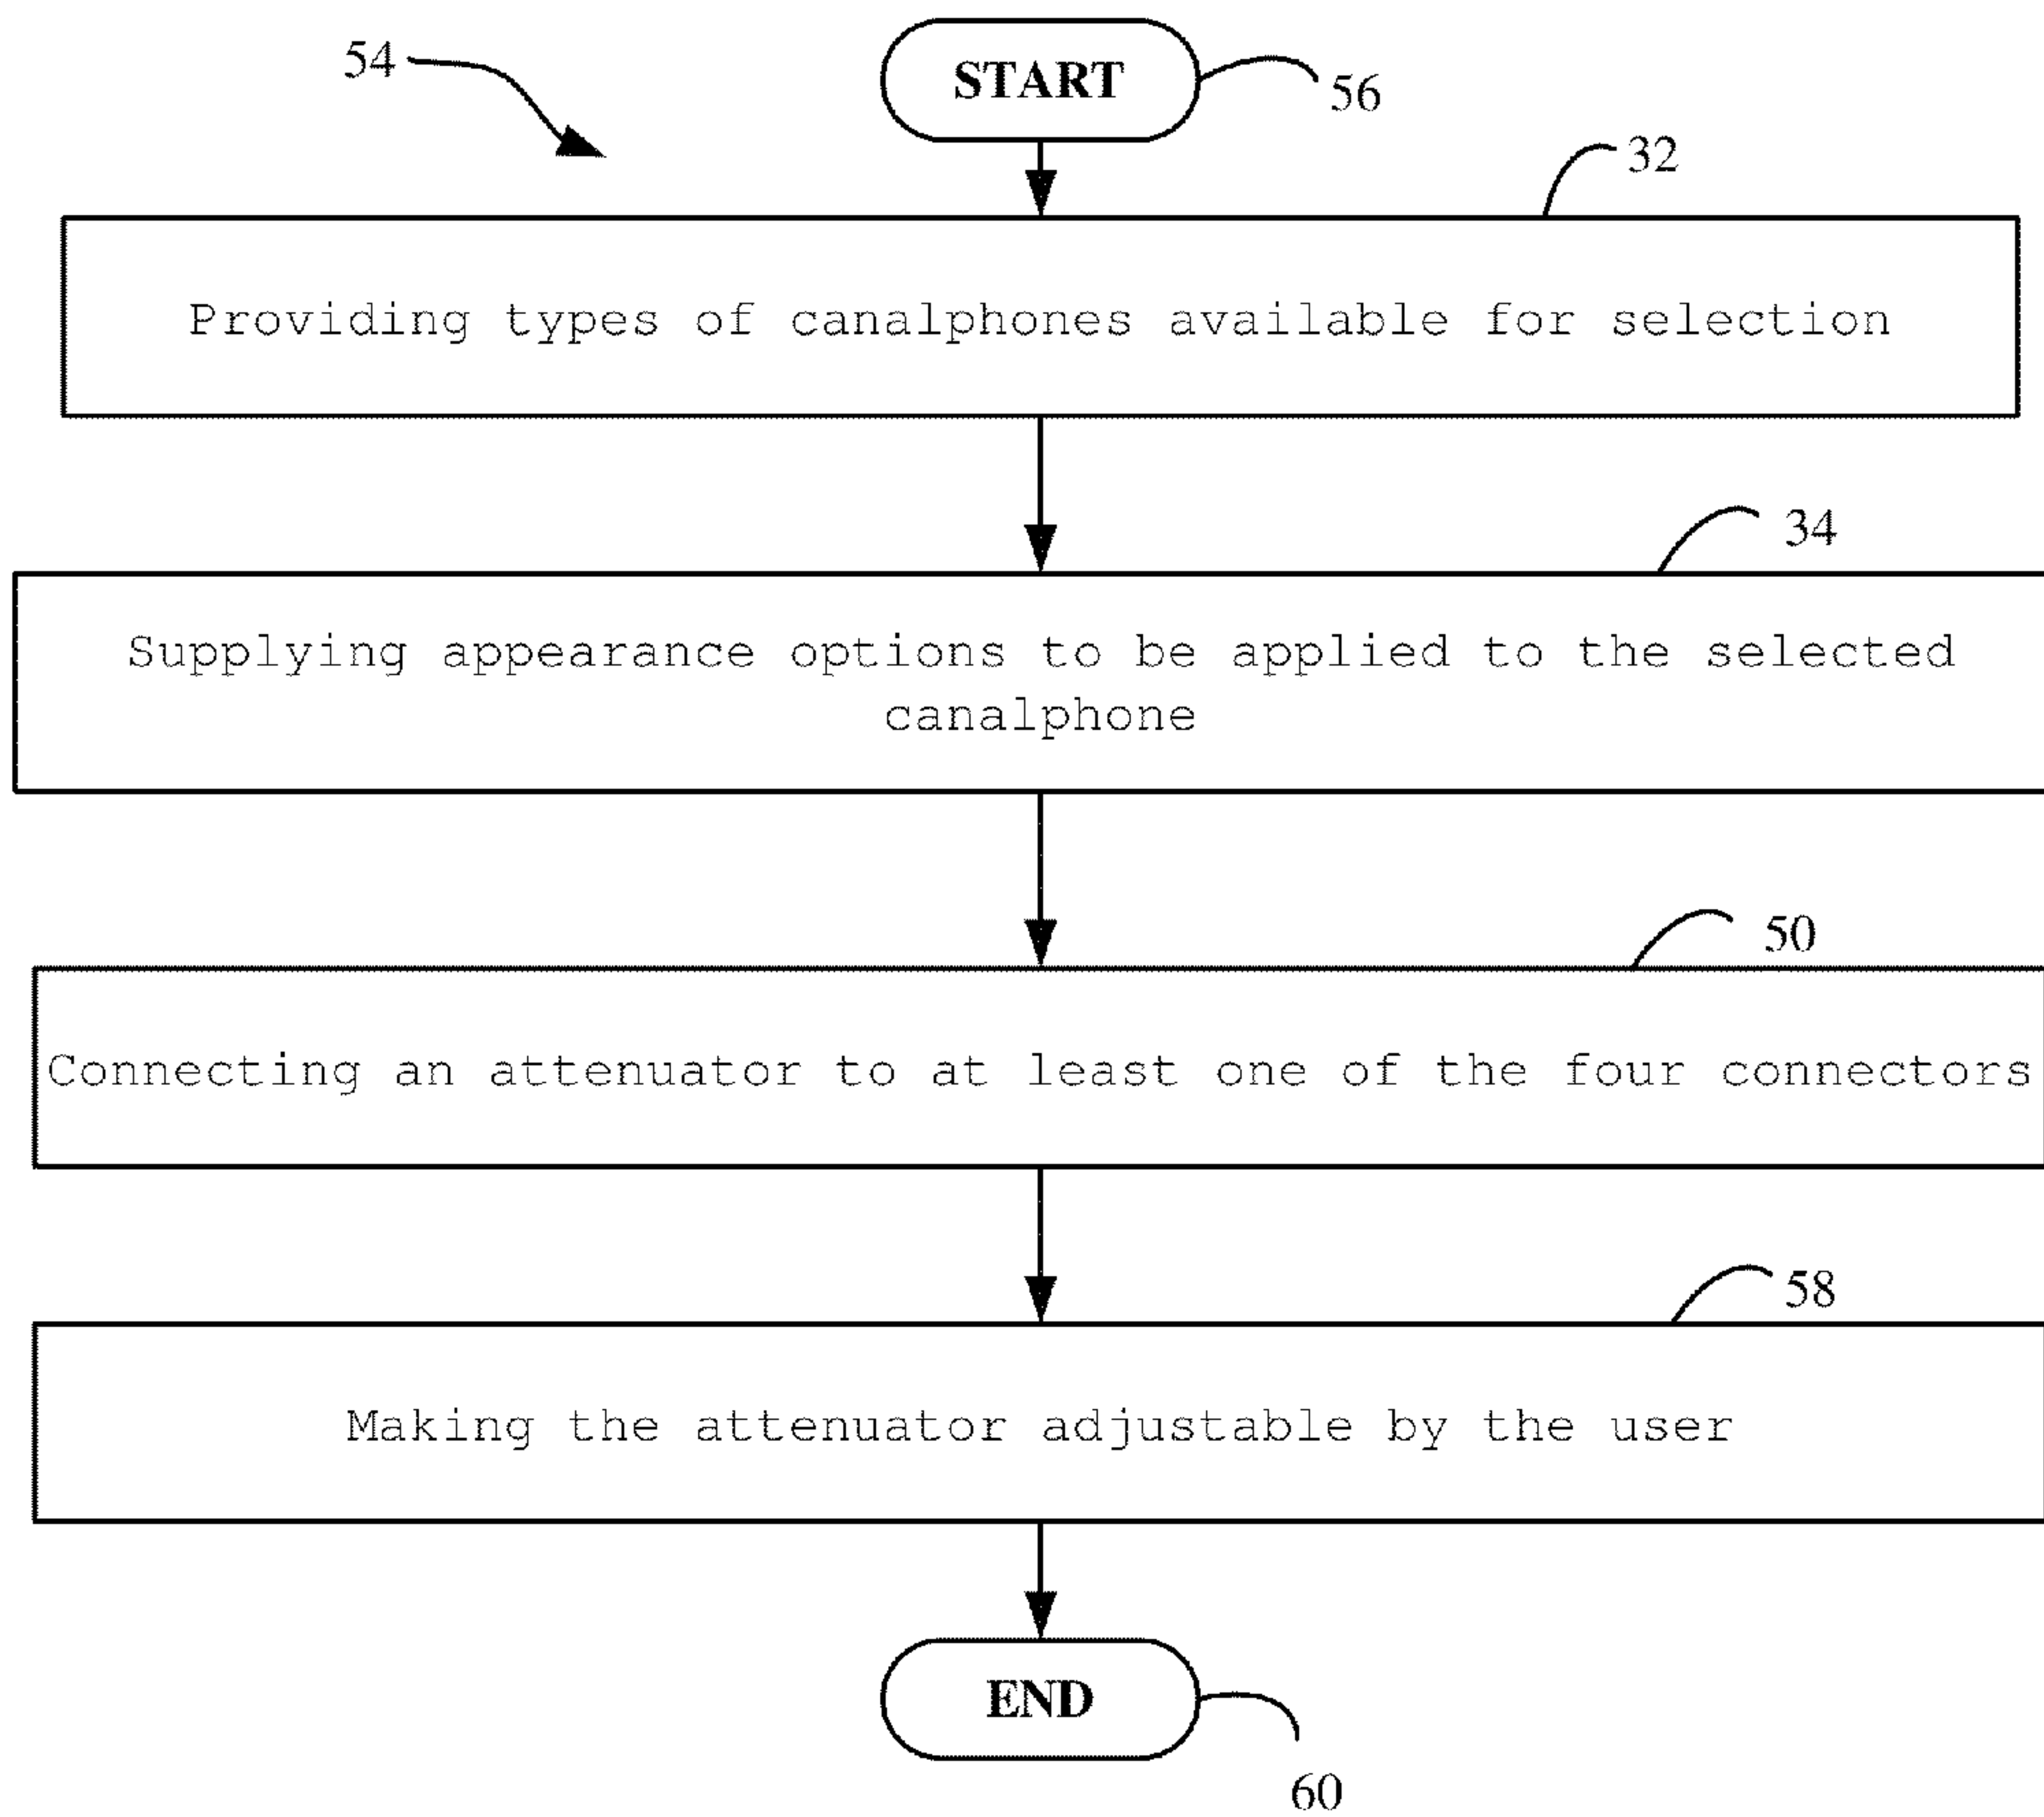 54
START
56
32
Providing types of canalphones available for selection
34
Supplying appearance options to be applied to the selected
canalphone
50
Connecting an attenuator to at least one of the four connectors
58
Making the attenuator adjustable by the user
END
60